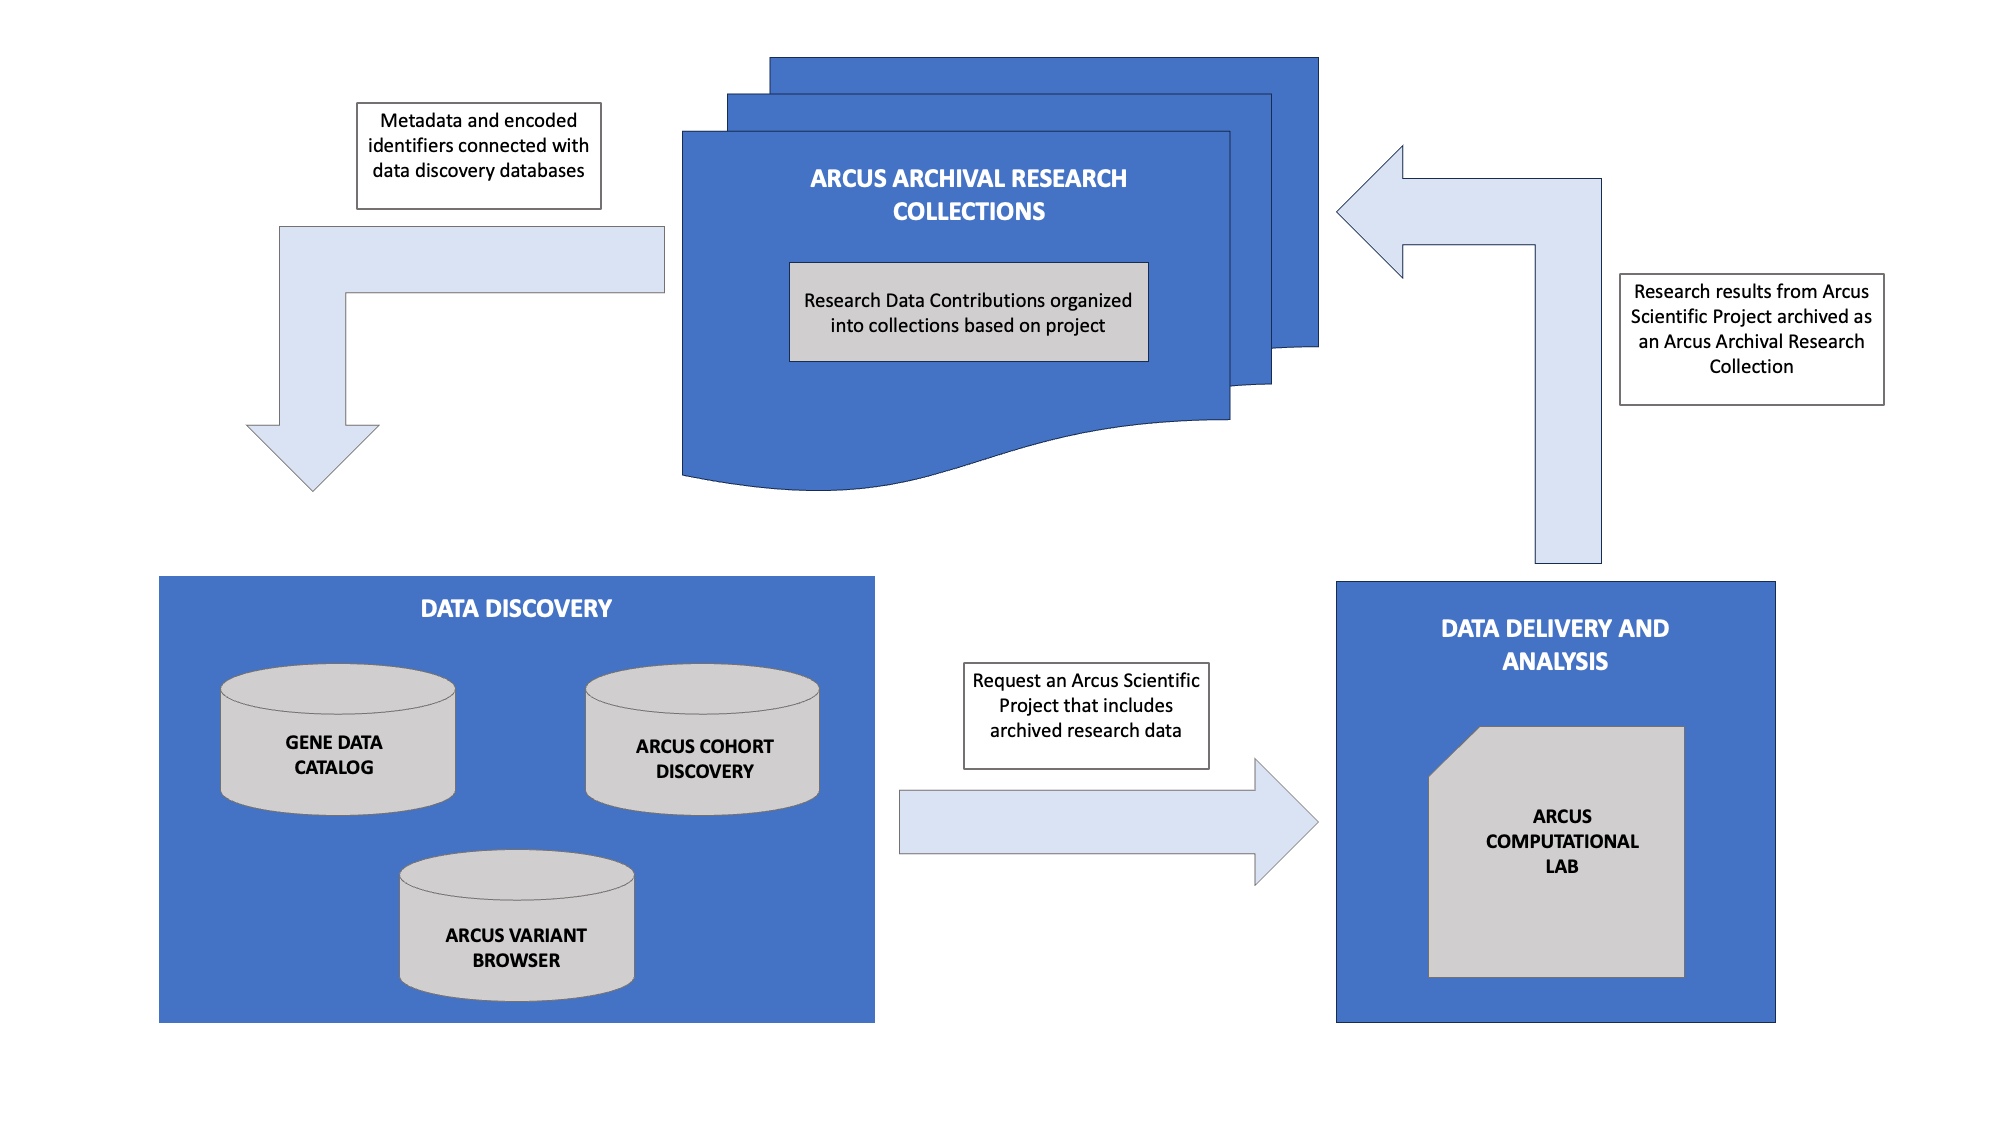 Metadata and encoded
identifiers connected with
data discovery databases
ARCUS ARCHIVAL RESEARCH
COLLECTIONS
Research Data Contributions organized
into collections based on project
Research results from Arcus
Scientific Project archived as
an Arcus Archival Research
Collection
DATA DISCOVERY
GENE DATA
CATALOG
ARCUS COHORT
DISCOVERY
ARCUS VARIANT
BROWSER
Request an Arcus Scientific
Project that includes
archived research data
DATA DELIVERY AND
ANALYSIS
ARCUS
COMPUTATIONAL
LAB